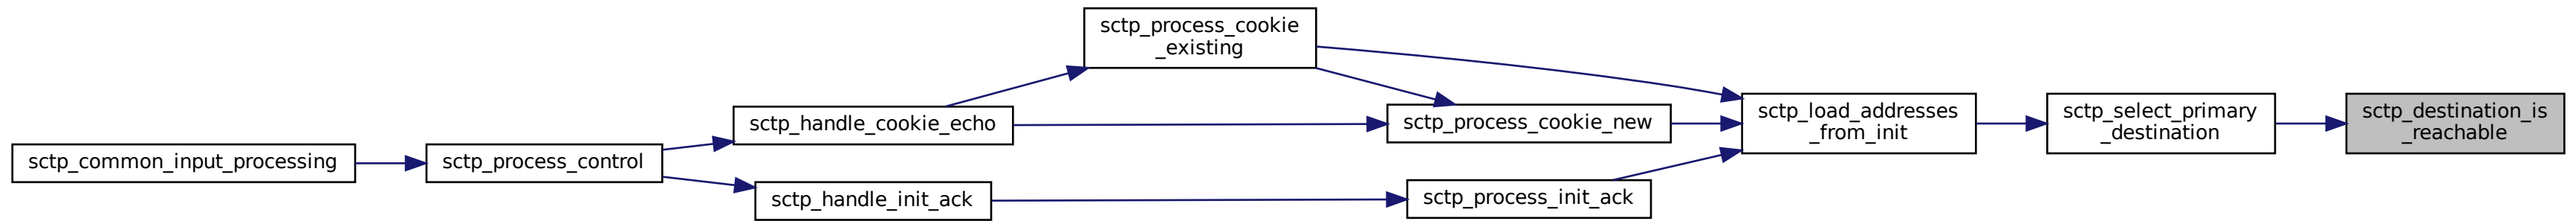 sctp_common_input_processing
sctp_process_control
sctp_handle_cookie_echo
sctp_handle_init_ack
sctp_process_cookie
_existing
sctp_process_cookie_new
sctp_process_init_ack
sctp_load_addresses
_from_init
sctp_select_primary
_destination
sctp_destination_is
_reachable